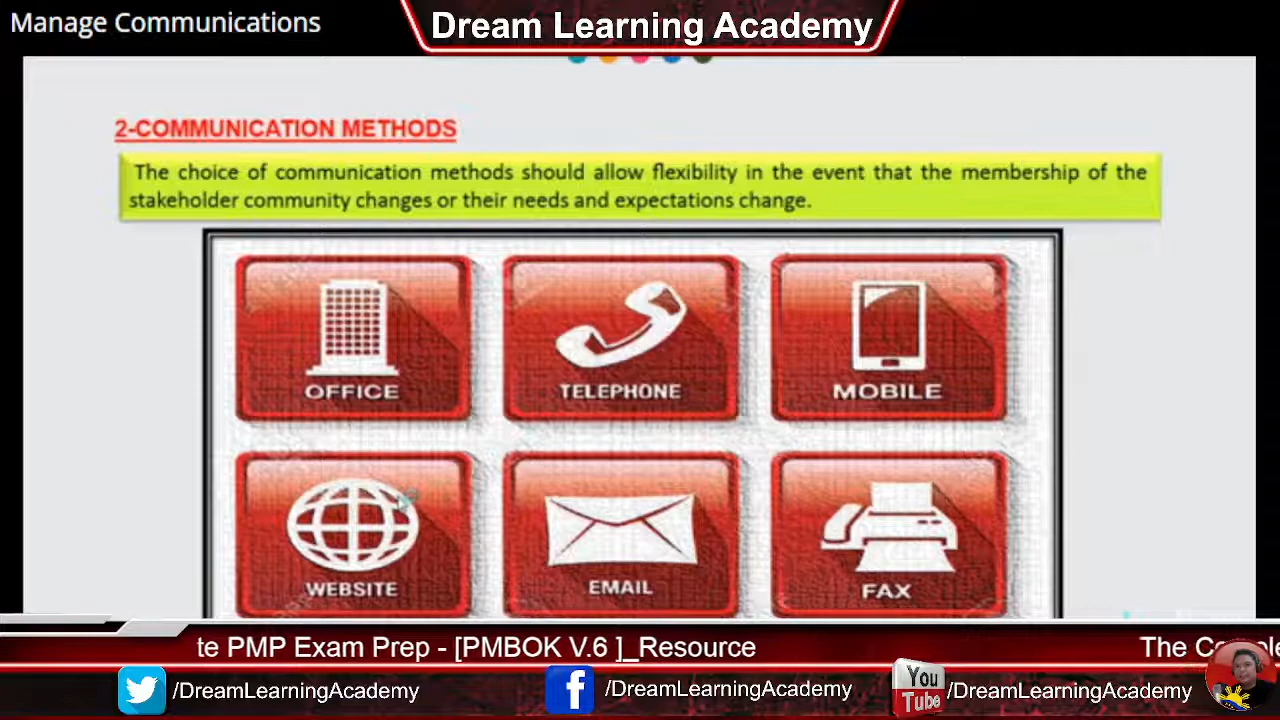 Manage Communications
Dream Learning Academy
2-COMMUNICATION METHODS
The choice of communication methods should allow flexibility in the event that the membership of the
stakeholder community changes or their needs and expectations change.
OFFICE
TELEPHONE
MOBILE
WEBSITE
EMAIL
FAX
te PMP Exam Prep - [PMBOK V.6 ]_Resource
The
/DreamLearningAcademy
/DreamLearningAcademy
You
Tube
/DreamLearningAcademy